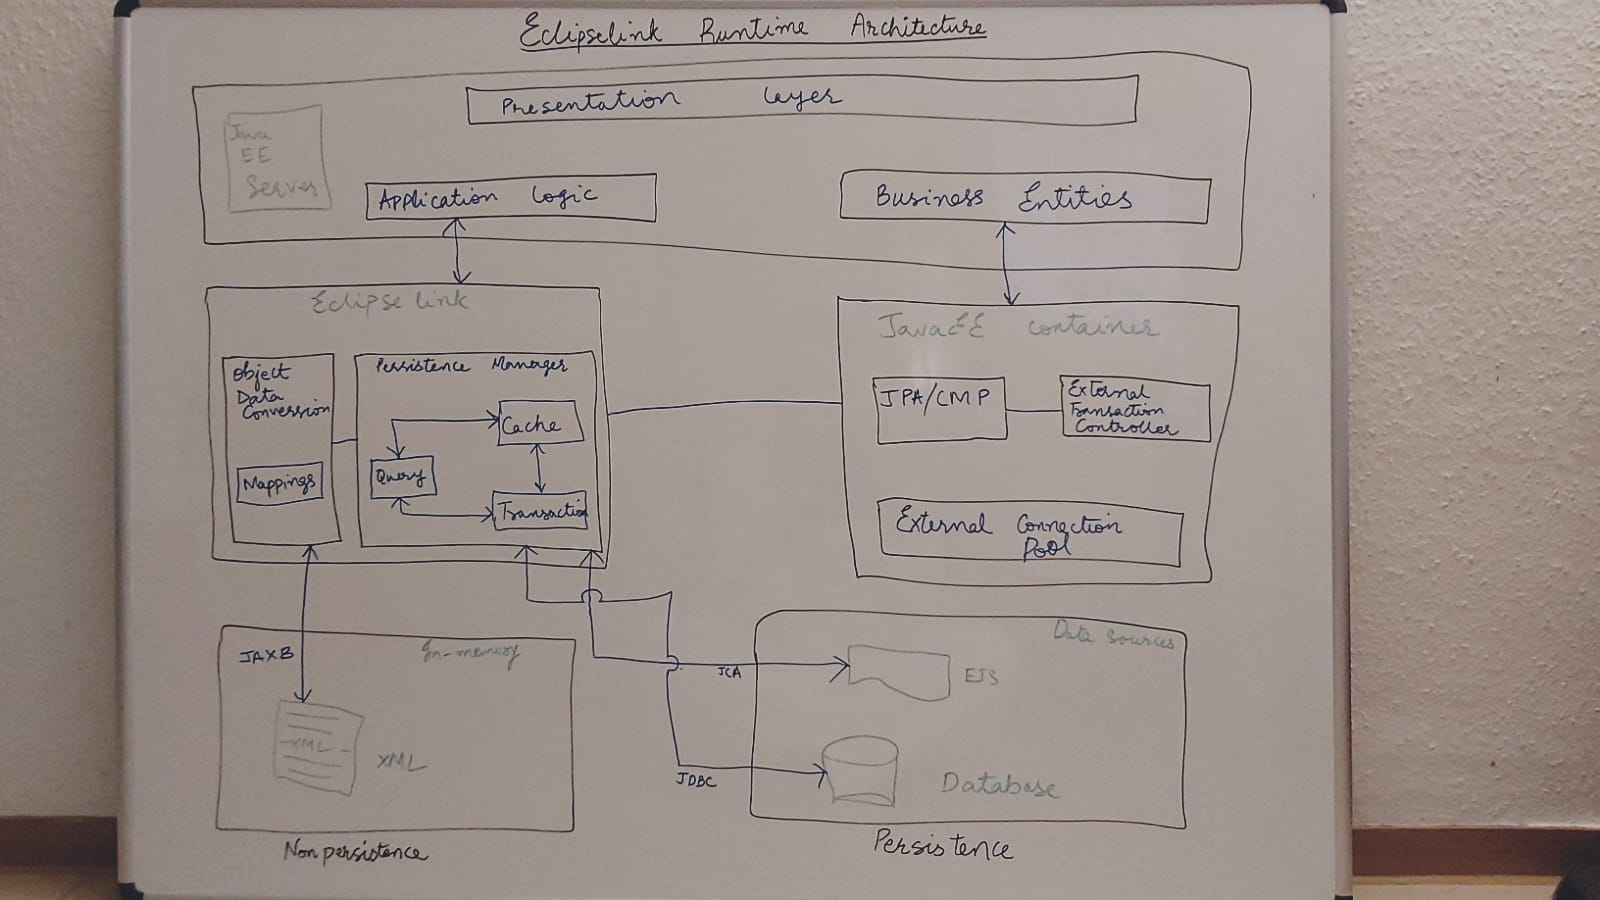 Eclipselink Runtime Architecture
Presentation layer
Java
EE
Server
Application Logic
Business Entities
Eclipse link
JavaEE container
Object
Data
Conversion
Mappings
Persistence Manager
Cache
Query
Transaction
JPA/CMP
External
Transaction
Controller
External Connection
Pool
JAXB
In-memory
-XML-
XML
Nonpersistence
Data sources
JCA
EIS
JDBC
Database
Persistence